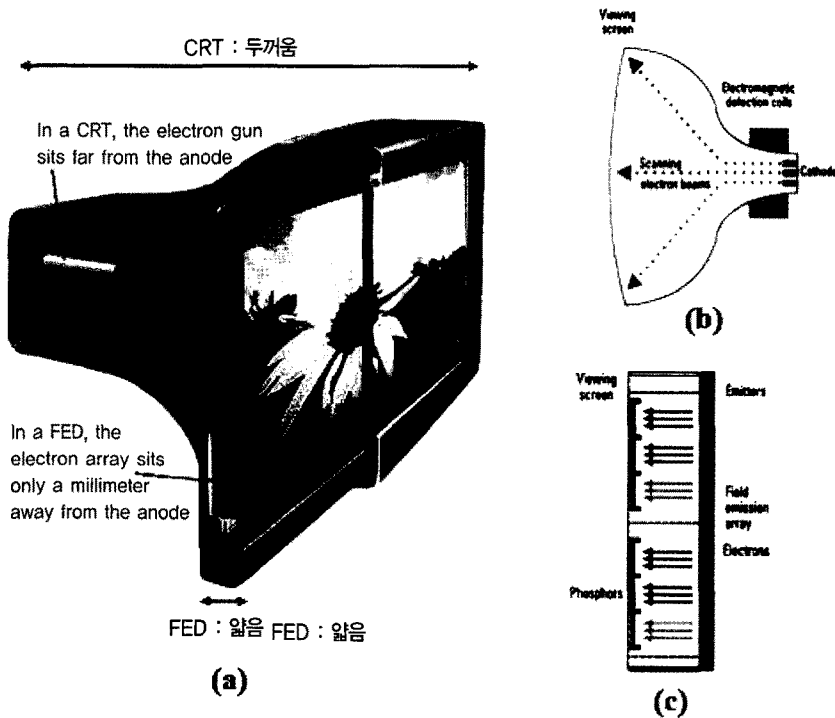 CRT : 두꺼움
In a CRT, the electron gun
sits far from the anode
In a FED, the
electron array sits
only a millimeter
away from the anode
FED : 얇음 FED : 얇음
(a)
Viewing
screen
Electromagnetic
deflection coils
Scanning
electron beams
Cathode
(b)
Viewing
screen
Emitters
Field
emission
array
Electrons
Phosphors
(c)